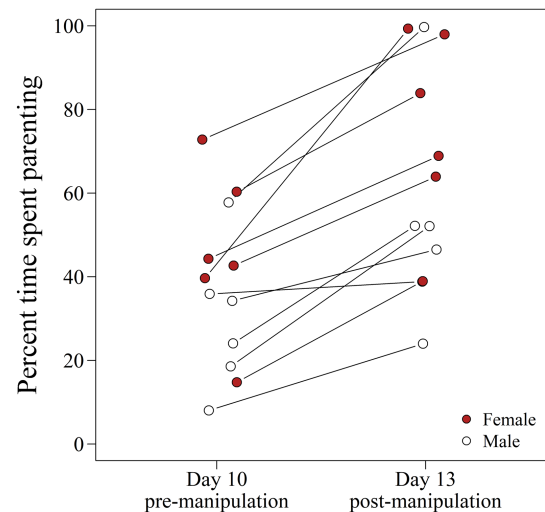 Percent time spent parenting
100
80
60
40
20
0
Female
Male
Day 10
pre-manipulation
Day 13
post-manipulation